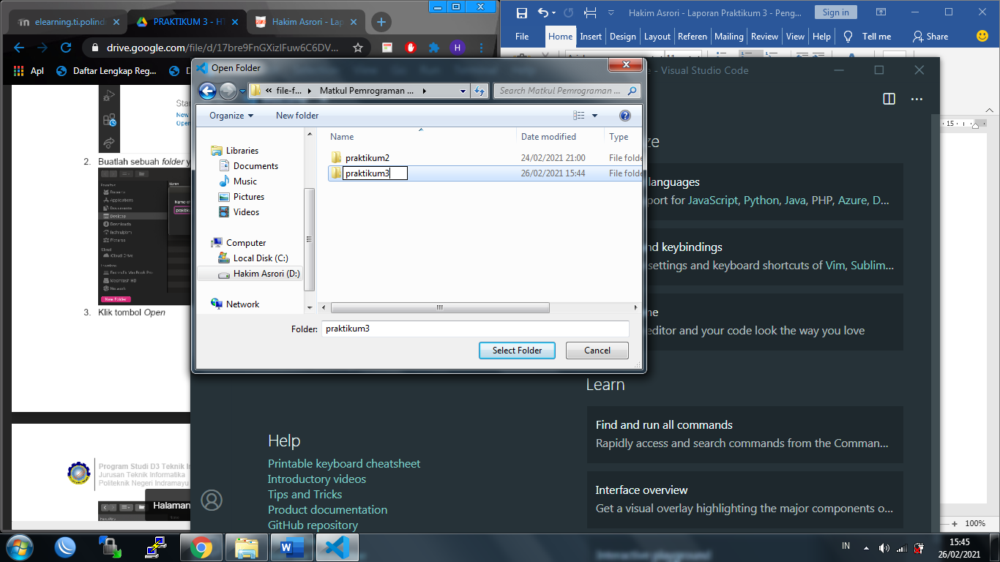 elearning.ti.polind
PRAKTIKUM 3 - HT
Hakim Asrori - Lap
drive.google.com/file/d/17bre9FnGXizIFuw6C6DV...
H
Apl
Daftar Lengkap Reg...
2. Buatlah sebuah folder
3. Klik tombol Open
Program Studi D3 Teknik
Jurusan Teknik Informatika
Politeknik Negeri Indramayu
Halaman
Hakim Asrori - Laporan Praktikum 3 - Peng...
Sign in
File
Home
Insert
Design
Layout
Referen
Mailing
Review
View
Help
Tell me
Share
15
100%
Open Folder
« file-f...
Matkul Pemrograman ...
Search Matkul Pemrograman ...
Organize
New folder
Libraries
Documents
Music
Pictures
Videos
Computer
Local Disk (C:)
Hakim Asrori (D:)
Network
Name
Date modified
Type
praktikum2
24/02/2021 21:00
File folde
praktikum3
26/02/2021 15:44
File folde
Folder:
praktikum3
Select Folder
Cancel
- Visual Studio Code
ze
languages
port for JavaScript, Python, Java, PHP, Azure, D...
nd keybindings
settings and keyboard shortcuts of Vim, Sublim...
me
editor and your code look the way you love
Learn
Find and run all commands
Rapidly access and search commands from the Comman...
Interface overview
Get a visual overlay highlighting the major components o...
Interactive playground
Help
Printable keyboard cheatsheet
Introductory videos
Tips and Tricks
Product documentation
GitHub repository
IN
15:45
26/02/2021